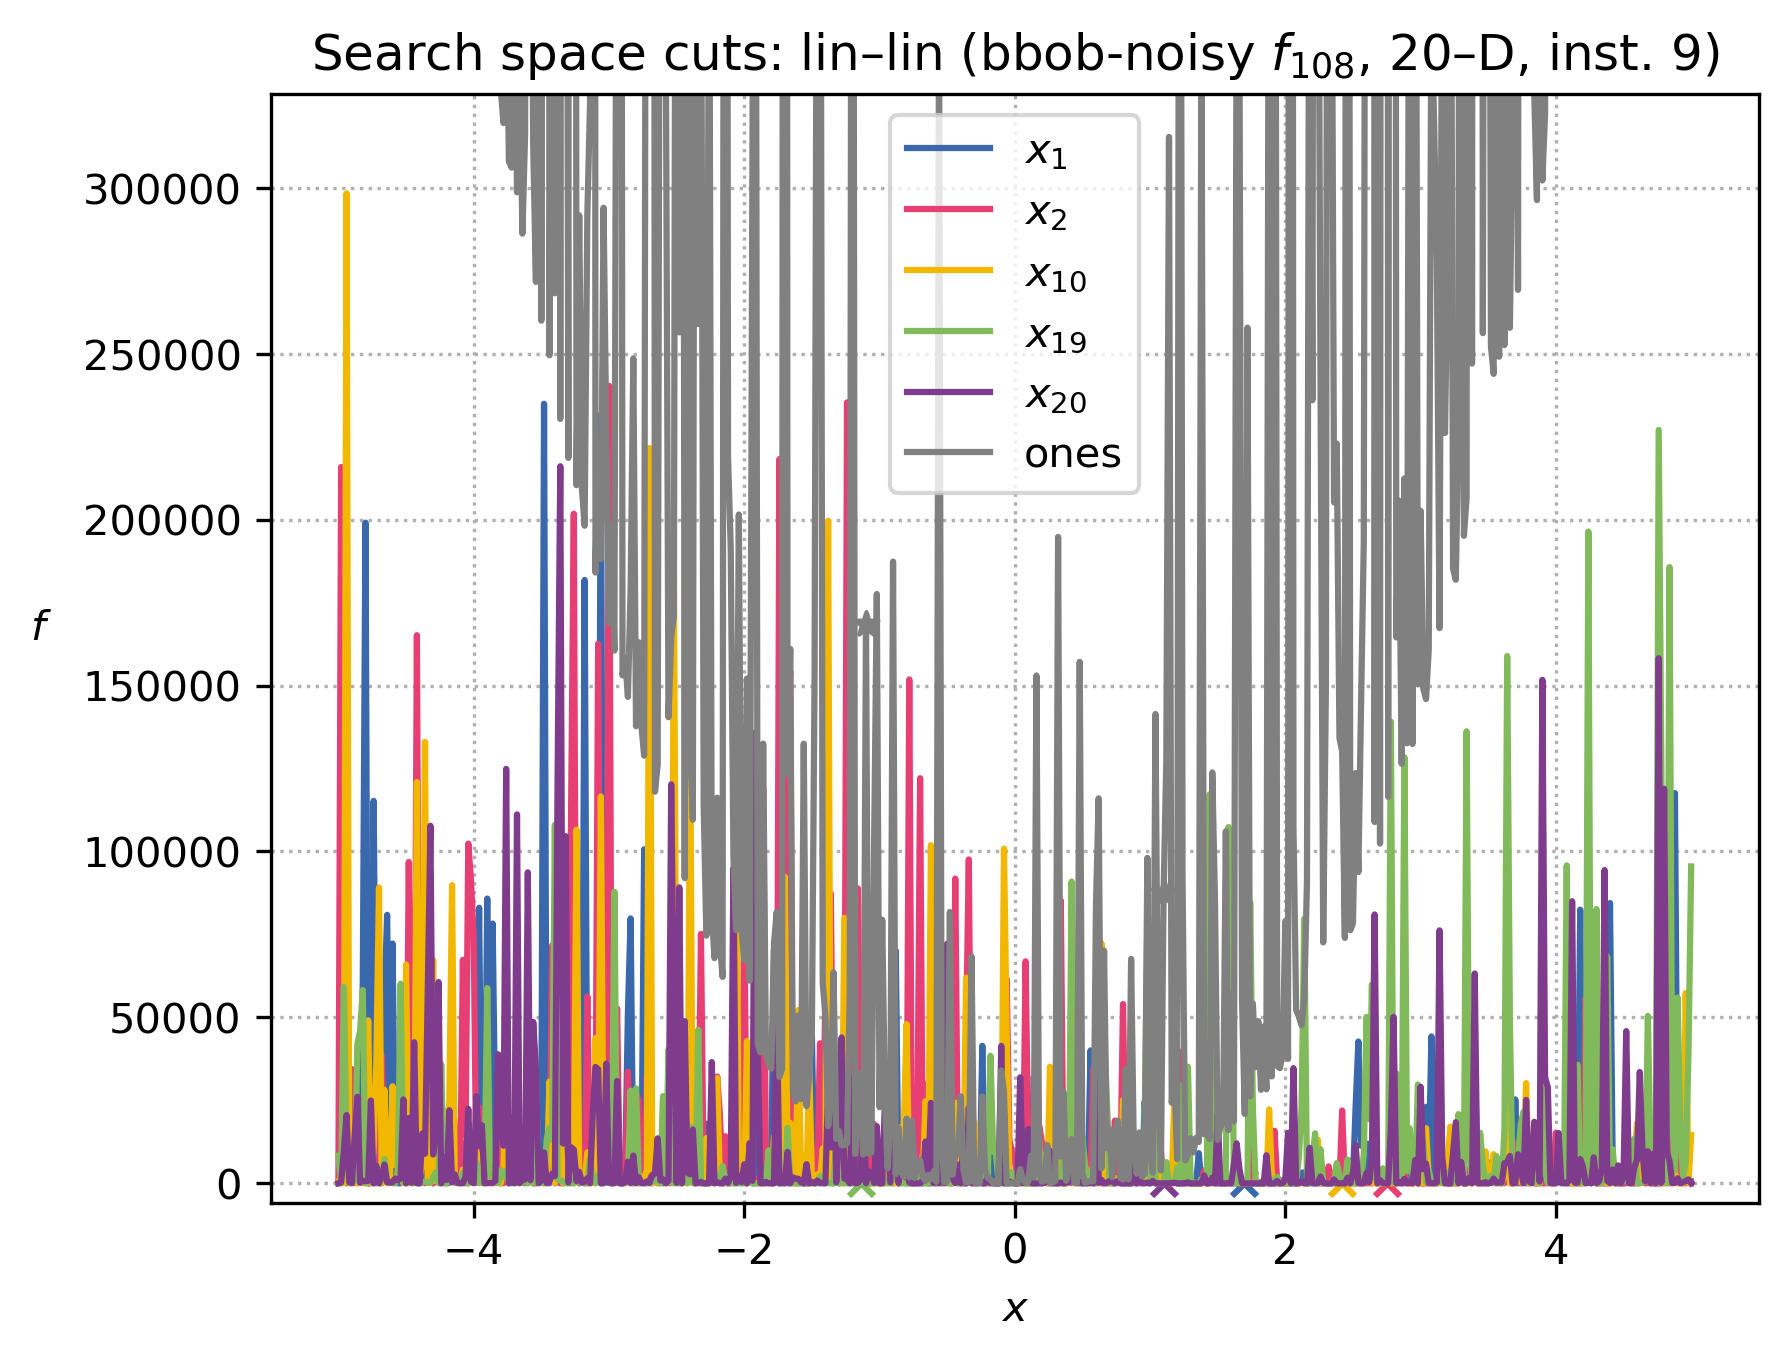 Search space cuts: lin–lin (bbob-noisy f108, 20–D, inst. 9)
x1
x2
x10
x19
x20
ones
300000
250000
200000
150000
100000
50000
0
f
−4 −2 0 2 4
x